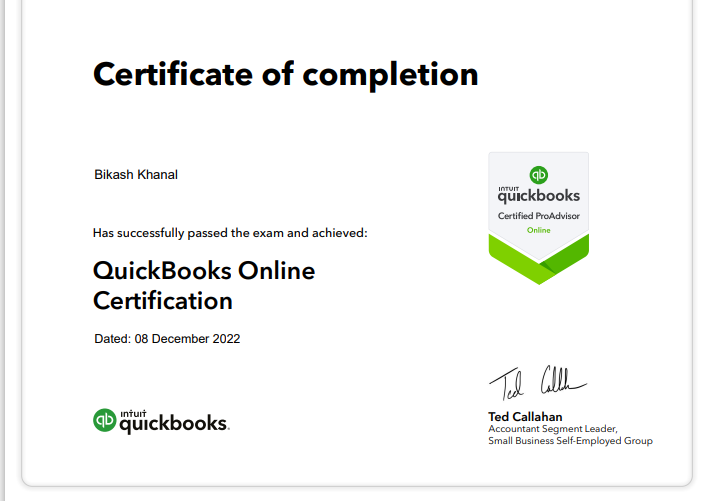 Certificate of completion
Bikash Khanal
qb
intuit
quickbooks
Certified ProAdvisor
Online
Has successfully passed the exam and achieved:
QuickBooks Online
Certification
Dated: 08 December 2022
Ted Callahan
qb intuit
quickbooks.
Ted Callahan
Accountant Segment Leader,
Small Business Self-Employed Group